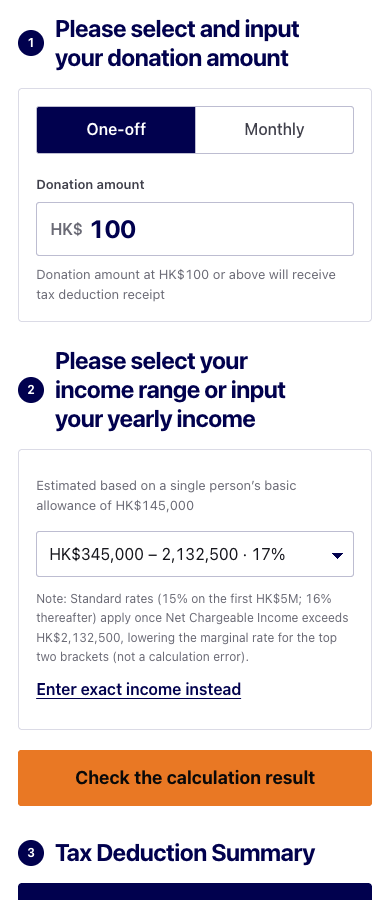 1
Please select and input
your donation amount
One-off
Monthly
Donation amount
HK$ 100
Donation amount at HK$100 or above will receive
tax deduction receipt
2
Please select your
income range or input
your yearly income
Estimated based on a single person's basic
allowance of HK$145,000
HK$345,000 – 2,132,500 · 17%
Note: Standard rates (15% on the first HK$5M; 16%
thereafter) apply once Net Chargeable Income exceeds
HK$2,132,500, lowering the marginal rate for the top
two brackets (not a calculation error).
Enter exact income instead
Check the calculation result
3
Tax Deduction Summary